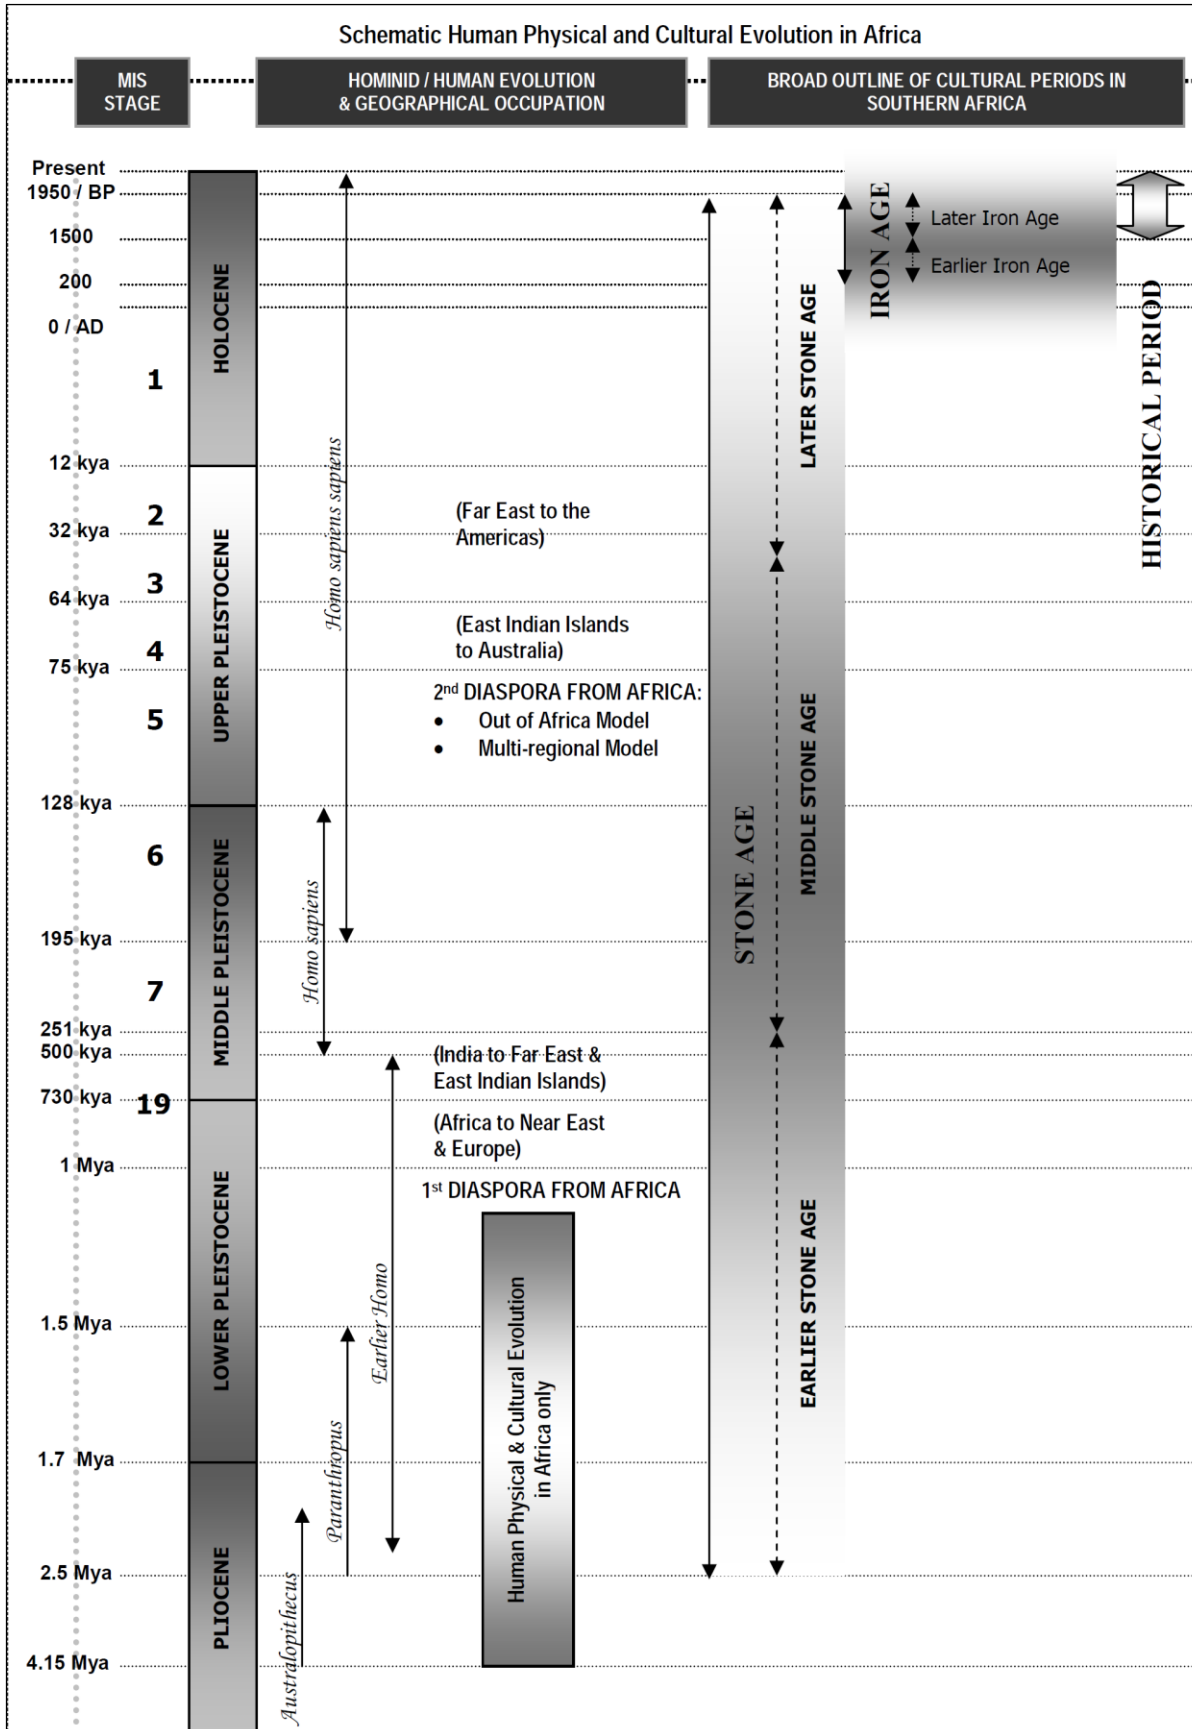 Schematic Human Physical and Cultural Evolution in Africa
MIS
STAGE
HOMINID / HUMAN EVOLUTION
& GEOGRAPHICAL OCCUPATION
BROAD OUTLINE OF CULTURAL PERIODS IN
SOUTHERN AFRICA
Present
1950 / BP
1500
200
0 / AD
12 kya
32 kya
64 kya
75 kya
128 kya
195 kya
251 kya
500 kya
730 kya
1 Mya
1.5 Mya
1.7 Mya
2.5 Mya
4.15 Mya
1
2
3
4
5
6
7
19
HOLOCENE
UPPER PLEISTOCENE
MIDDLE PLEISTOCENE
LOWER PLEISTOCENE
PLIOCENE
Homo sapiens sapiens
Homo sapiens
Earlier Homo
Paranthropus
Australopithecus
(Far East to the
Americas)
(East Indian Islands
to Australia)
2nd DIASPORA FROM AFRICA:
• Out of Africa Model
• Multi-regional Model
(India to Far East &
East Indian Islands)
(Africa to Near East
& Europe)
1st DIASPORA FROM AFRICA
Human Physical & Cultural Evolution
in Africa only
STONE AGE
LATER STONE AGE
MIDDLE STONE AGE
EARLIER STONE AGE
IRON AGE
Later Iron Age
Earlier Iron Age
HISTORICAL PERIOD